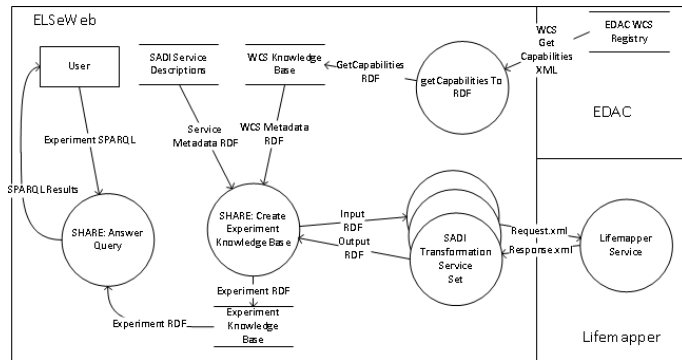 ELSeWeb
User
SADI Service
Descriptions
WCS Knowledge
Base
GetCapabilities
RDF
getCapabilities To
RDF
WCS
Get
Capabilities
XML
EDAC WCS
Registry
EDAC
Experiment SPARQL
Service
Metadata RDF
WCS Metadata
RDF
SPARQL Results
SHARE: Answer
Query
SHARE: Create
Experiment
Knowledge Base
Input
RDF
Output
RDF
SADI
Transformation
Service
Set
Request.xml
Response.xml
Lifemapper
Service
Experiment RDF
Experiment RDF
Experiment
Knowledge
Base
Lifemapper